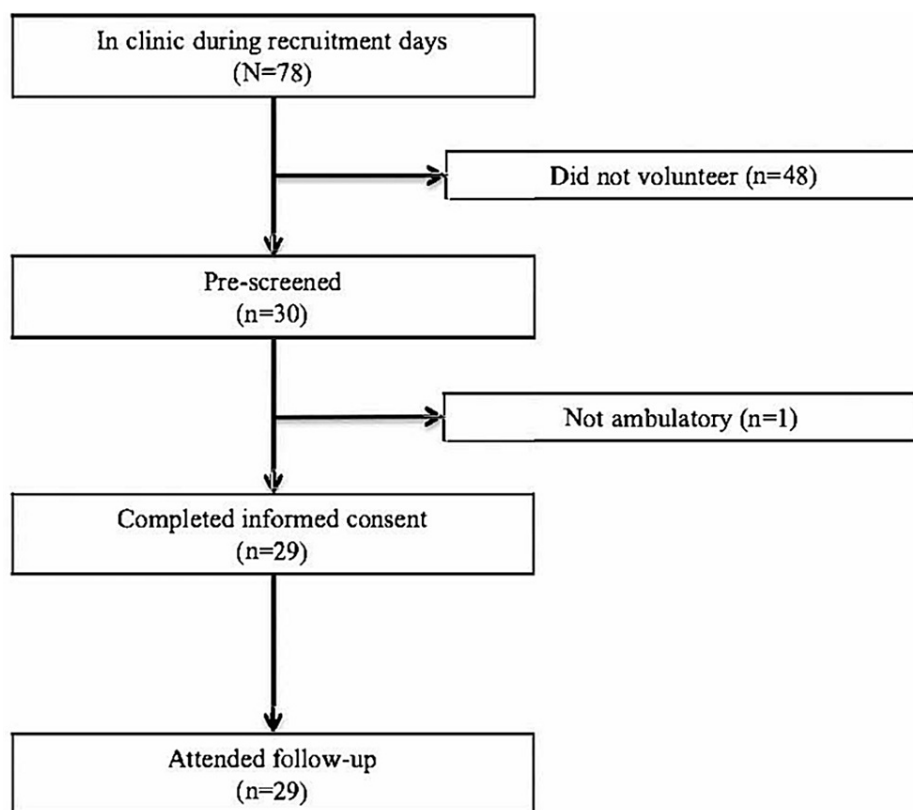 In clinic during recruitment days
(N=78)
Did not volunteer (n=48)
Pre-screened
(n=30)
Not ambulatory (n=1)
Completed informed consent
(n=29)
Attended follow-up
(n=29)